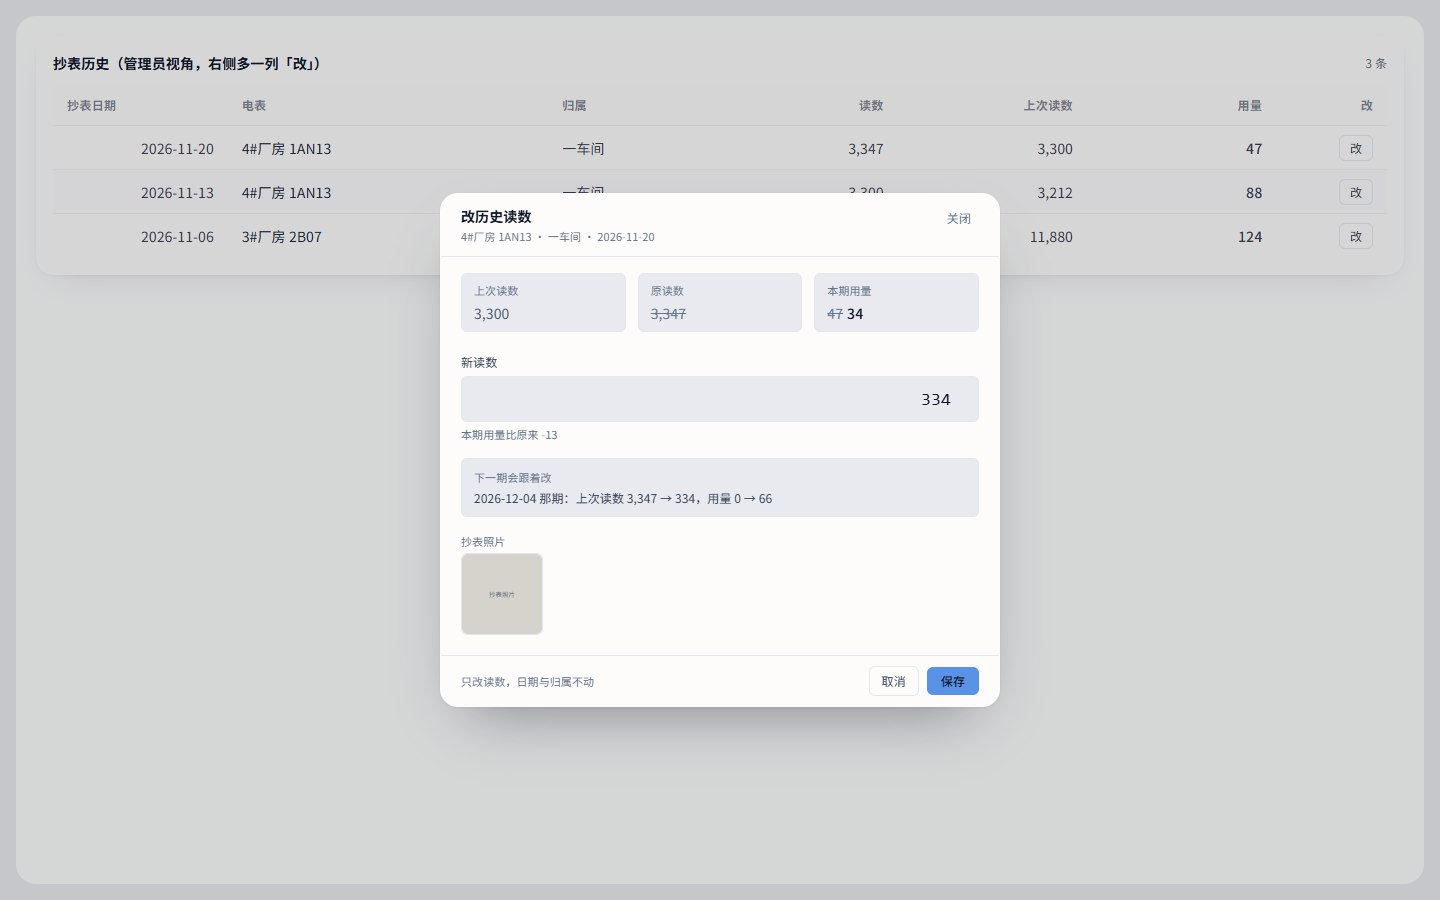 抄表历史（管理员视角，右侧多一列「改」）
3 条
抄表日期 电表 归属 读数 上次读数 用量 改
2026-11-20 4#厂房 1AN13 一车间 3,347 3,300 47 改
2026-11-13 4#厂房 1AN13 一车间 3,300 3,212 88 改
2026-11-06 3#厂房 2B07 11,880 124 改
改历史读数
关闭
4#厂房 1AN13 · 一车间 · 2026-11-20
上次读数 原读数 本期用量
3,300 3,347 47 34
新读数
334
本期用量比原来 -13
下一期会跟着改
2026-12-04 那期：上次读数 3,347 → 334，用量 0 → 66
抄表照片
抄表照片
只改读数，日期与归属不动
取消 保存